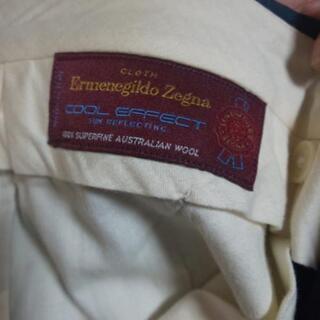 CLOTH
Ermenegildo Zegna
COOL EFFECT
SUN REFLECTING
100% SUPERFINE AUSTRALIAN WOOL